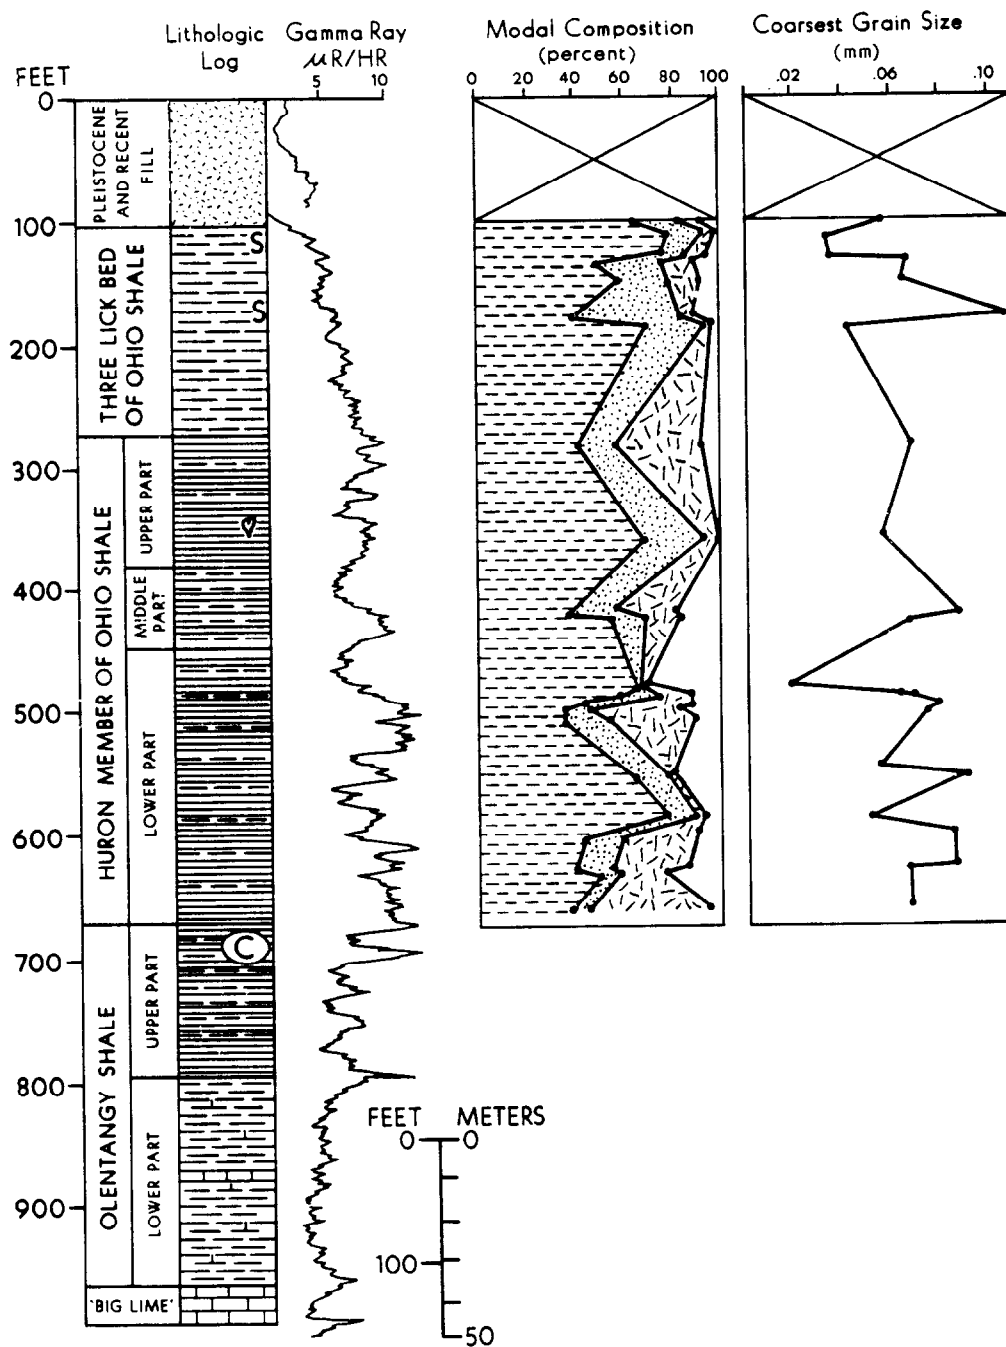 Lithologic
Log
Gamma Ray
μR/HR
5 10
Modal Composition
(percent)
0 20 40 60 80 100
Coarsest Grain Size
(mm)
.02 .06 .10
FEET
0
100
200
300
400
500
600
700
800
900
PLEISTOCENE
AND RECENT
FILL
THREE LICK BED
OF OHIO SHALE
HURON MEMBER OF OHIO SHALE
UPPER PART
MIDDLE
PART
LOWER PART
OLENTANGY SHALE
UPPER PART
LOWER PART
'BIG LIME'
S
S
C
FEET METERS
0 0
100
50